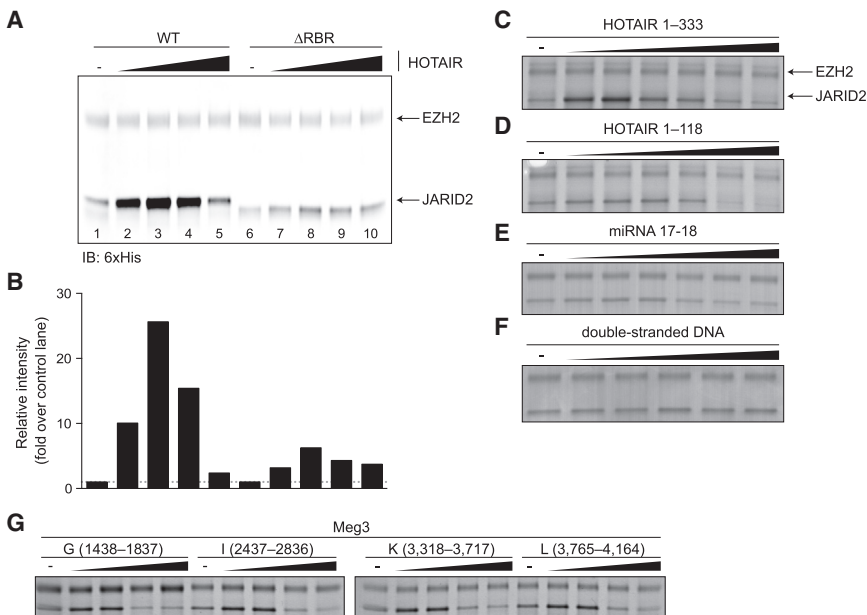 A
WT ΔRBR
- - HOTAIR
EZH2
JARID2
1 2 3 4 5 6 7 8 9 10
IB: 6xHis
B
30
20
10
0
Relative intensity
(fold over control lane)
C
HOTAIR 1–333
-
EZH2
JARID2
D
HOTAIR 1–118
-
E
miRNA 17-18
-
F
double-stranded DNA
-
G
Meg3
G (1438–1837) I (2437–2836) K (3,318–3,717) L (3,765–4,164)
- - - -